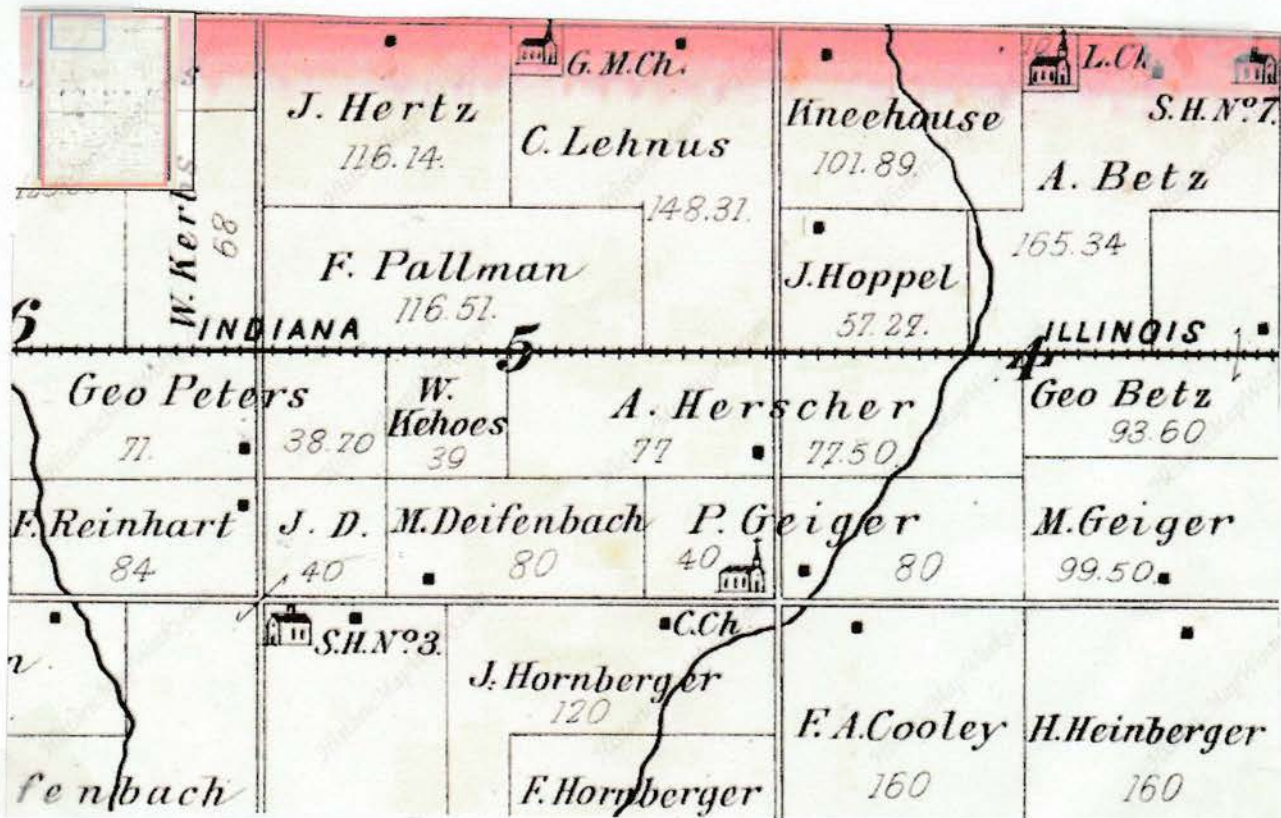 G. M. Ch.
L. Ch
S. H. Nº 7.
J. Hertz
116.14.
C. Lehnus
148.31.
Kneehouse
101.89.
A. Betz
165.34
W. Kerths
68
F. Pallman
116.51.
J. Hoppel
57.27.
6
INDIANA
5
4
ILLINOIS
Geo Peters
71.
38.20
W.
Kehoes
39
A. Herscher
77
77.50
Geo Betz
93.60
F. Reinhart
84
J. D.
40
M. Deifenbach
80
P. Geiger
40
80
M. Geiger
99.50
S. H. Nº 3.
C. Ch
n
J. Hornberger
120
F. A. Cooley
160
H. Heinberger
160
fenbach
F. Hornberger